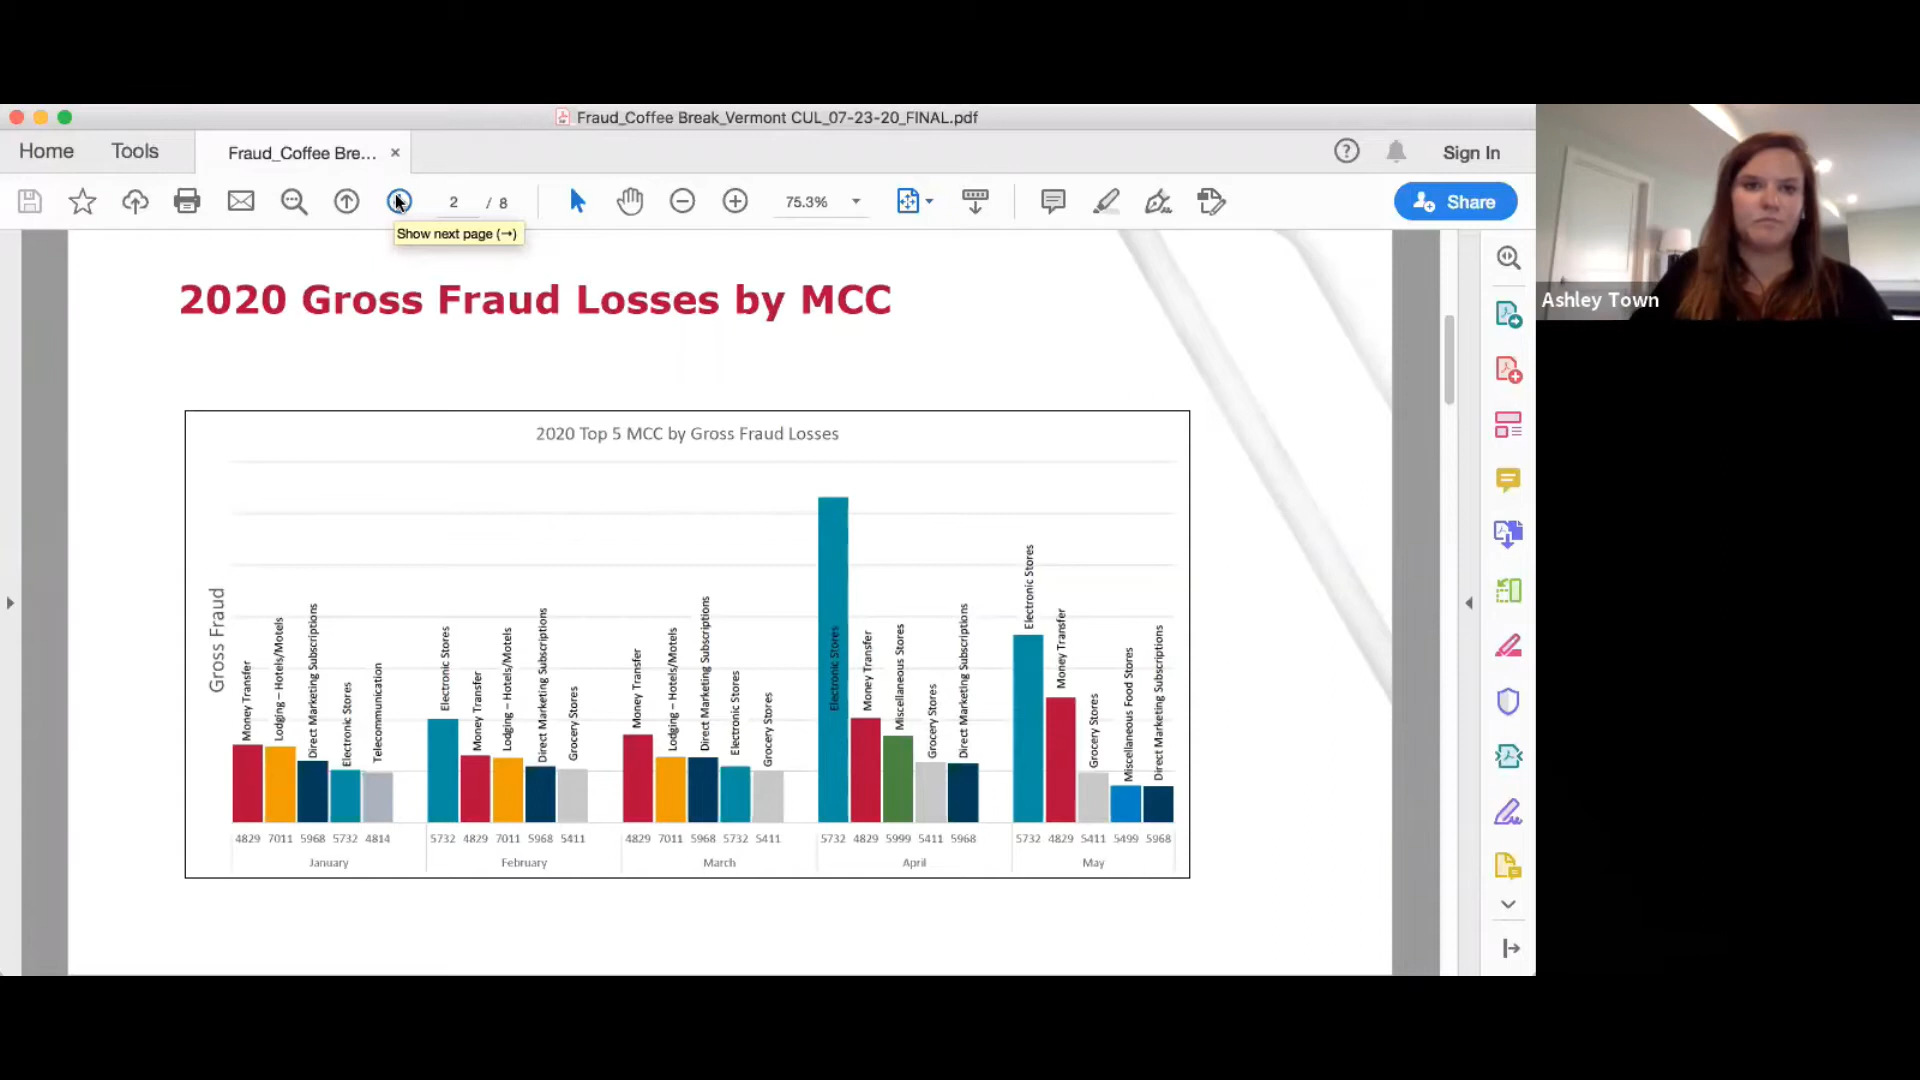 Fraud_Coffee Break_Vermont CUL_07-23-20_FINAL.pdf
Home
Tools
Fraud_Coffee Bre...
Sign In
2 / 8
75.3%
Share
Show next page (→)
Ashley Town
2020 Gross Fraud Losses by MCC
2020 Top 5 MCC by Gross Fraud Losses
Gross Fraud
Money Transfer
Lodging – Hotels/Motels
Direct Marketing Subscriptions
Electronic Stores
Telecommunication
Electronic Stores
Money Transfer
Lodging – Hotels/Motels
Direct Marketing Subscriptions
Grocery Stores
Money Transfer
Lodging – Hotels/Motels
Direct Marketing Subscriptions
Electronic Stores
Grocery Stores
Electronic Stores
Money Transfer
Miscellaneous Stores
Grocery Stores
Direct Marketing Subscriptions
Electronic Stores
Money Transfer
Grocery Stores
Miscellaneous Food Stores
Direct Marketing Subscriptions
4829 7011 5968 5732 4814
5732 4829 7011 5968 5411
4829 7011 5968 5732 5411
5732 4829 5999 5411 5968
5732 4829 5411 5499 5968
January
February
March
April
May